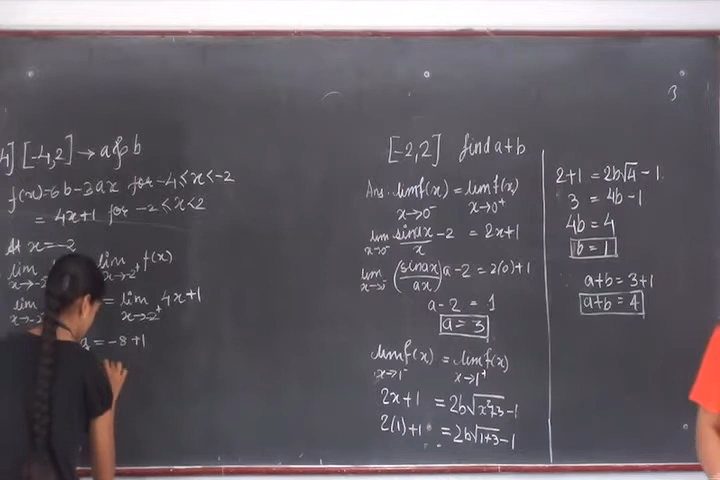 4] [-4,2] → a & b
f(x) = 6b-3ax for -4<x<-2
= 4x+1 for -2<x<2
At x=-2
lim lim f(x)
x→-2 x→-2⁺
lim = lim 4x+1
x→-2 x→-2⁺
= -8+1
[-2,2] find a+b
Ans. lim f(x) = lim f(x)
x→0⁻ x→0⁺
lim sin ax/x - 2 = 2x+1
x→0⁻
lim (sin ax/ax) a-2 = 2(0)+1
x→0⁻
a-2 = 1
a = 3
lim f(x) = lim f(x)
x→1⁻ x→1⁺
2x+1 = 2b√x²+3 -1
2(1)+1 = 2b√1+3 -1
3
2+1 = 2b√4 -1
3 = 4b-1
4b = 4
b = 1
a+b = 3+1
a+b = 4